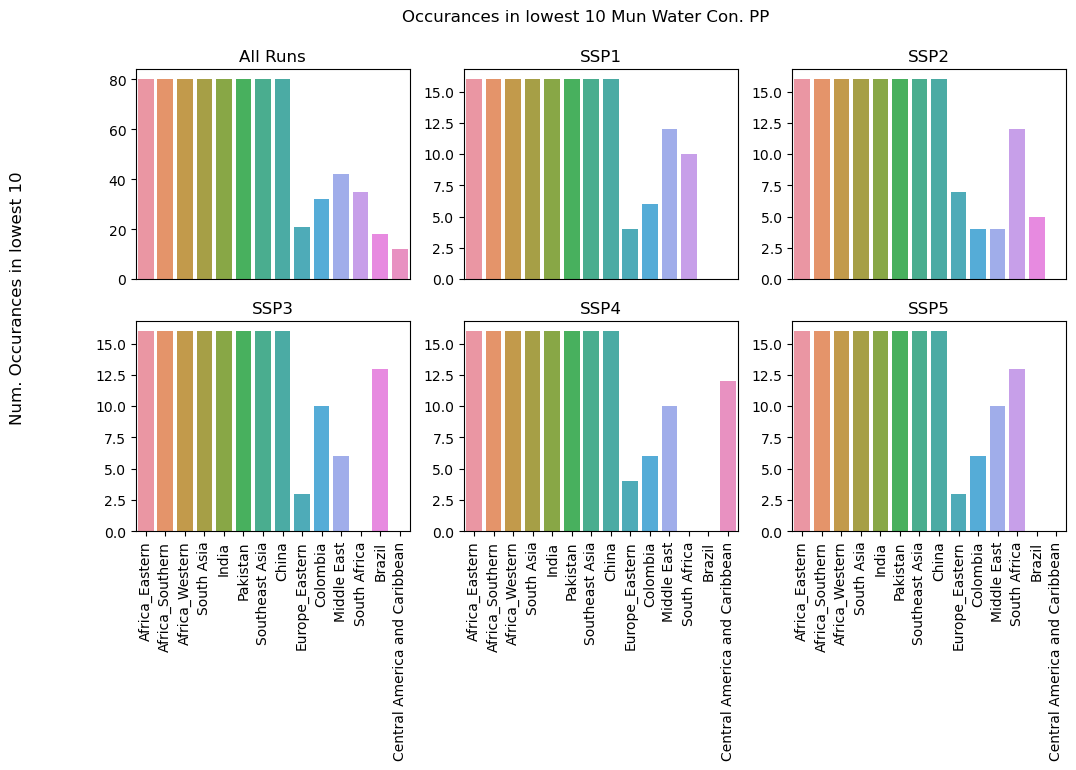 Occurances in lowest 10 Mun Water Con. PP
Num. Occurances in lowest 10
All Runs
80
60
40
20
0
SSP1
15.0
12.5
10.0
7.5
5.0
2.5
0.0
SSP2
15.0
12.5
10.0
7.5
5.0
2.5
0.0
SSP3
15.0
12.5
10.0
7.5
5.0
2.5
0.0
Africa_Eastern
Africa_Southern
Africa_Western
South Asia
India
Pakistan
Southeast Asia
China
Europe_Eastern
Colombia
Middle East
South Africa
Brazil
Central America and Caribbean
SSP4
15.0
12.5
10.0
7.5
5.0
2.5
0.0
Africa_Eastern
Africa_Southern
Africa_Western
South Asia
India
Pakistan
Southeast Asia
China
Europe_Eastern
Colombia
Middle East
South Africa
Brazil
Central America and Caribbean
SSP5
15.0
12.5
10.0
7.5
5.0
2.5
0.0
Africa_Eastern
Africa_Southern
Africa_Western
South Asia
India
Pakistan
Southeast Asia
China
Europe_Eastern
Colombia
Middle East
South Africa
Brazil
Central America and Caribbean